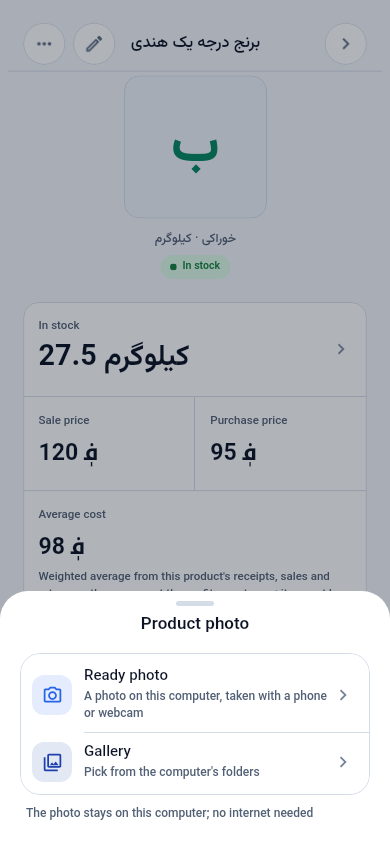 برنج درجه یک هندی
ب
خوراکی · کیلوگرم
In stock
In stock
27.5 کیلوگرم
Sale price
120 ؋
Purchase price
95 ؋
Average cost
98 ؋
Weighted average from this product's receipts, sales and
Product photo
Ready photo
A photo on this computer, taken with a phone
or webcam
Gallery
Pick from the computer's folders
The photo stays on this computer; no internet needed